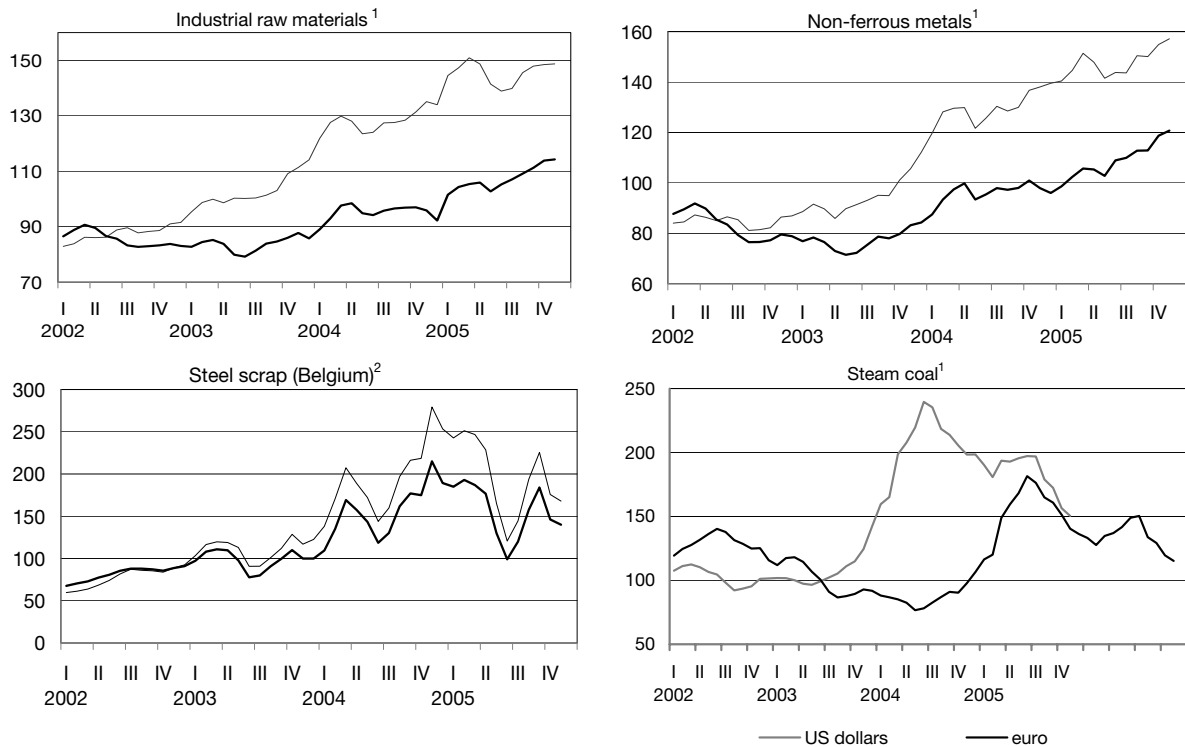 Industrial raw materials 1
150
130
110
90
70
I II III IV I II III IV I II III IV I II III IV
2002 2003 2004 2005
Non-ferrous metals1
160
140
120
100
80
60
I II III IV I II III IV I II III IV I II III IV
2002 2003 2004 2005
Steel scrap (Belgium)2
300
250
200
150
100
50
0
I II III IV I II III IV I II III IV I II III IV
2002 2003 2004 2005
Steam coal1
250
200
150
100
50
I II III IV I II III IV I II III IV I II III IV
2002 2003 2004 2005
US dollars euro